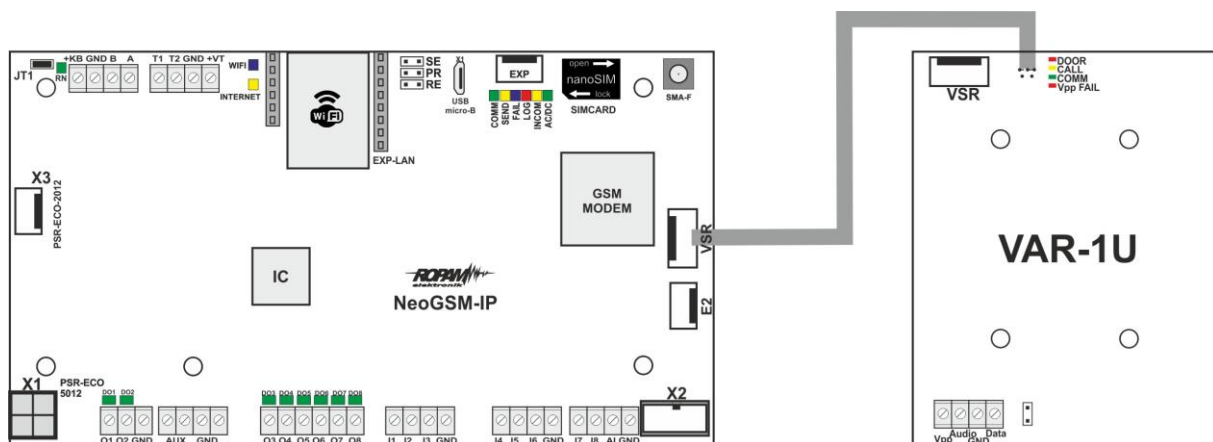 +KB GND B A
T1 T2 GND +VT
JT1
RN
WIFI
INTERNET
WiFi
EXP-LAN
SE
PR
RE
X1
USB
micro-B
EXP
COMM
SEND
FAIL
LOG
INCOM
AC/DC
open
nanoSIM
lock
SIMCARD
SMA-F
VSR
DOOR
CALL
COMM
Vpp FAIL
X3
PSR-ECO-2012
GSM
MODEM
VSR
IC
ROPAM
elektronik
NeoGSM-IP
VAR-1U
E2
X1
PSR-ECO
5012
DO1 DO2
DO3 DO4 DO5 DO6 DO7 DO8
X2
O1 O2 GND
AUX GND
O3 O4 O5 O6 O7 O8
I1 I2 I3 GND
I4 I5 I6 GND
I7 I8 AI GND
Vpp Audio GND Data